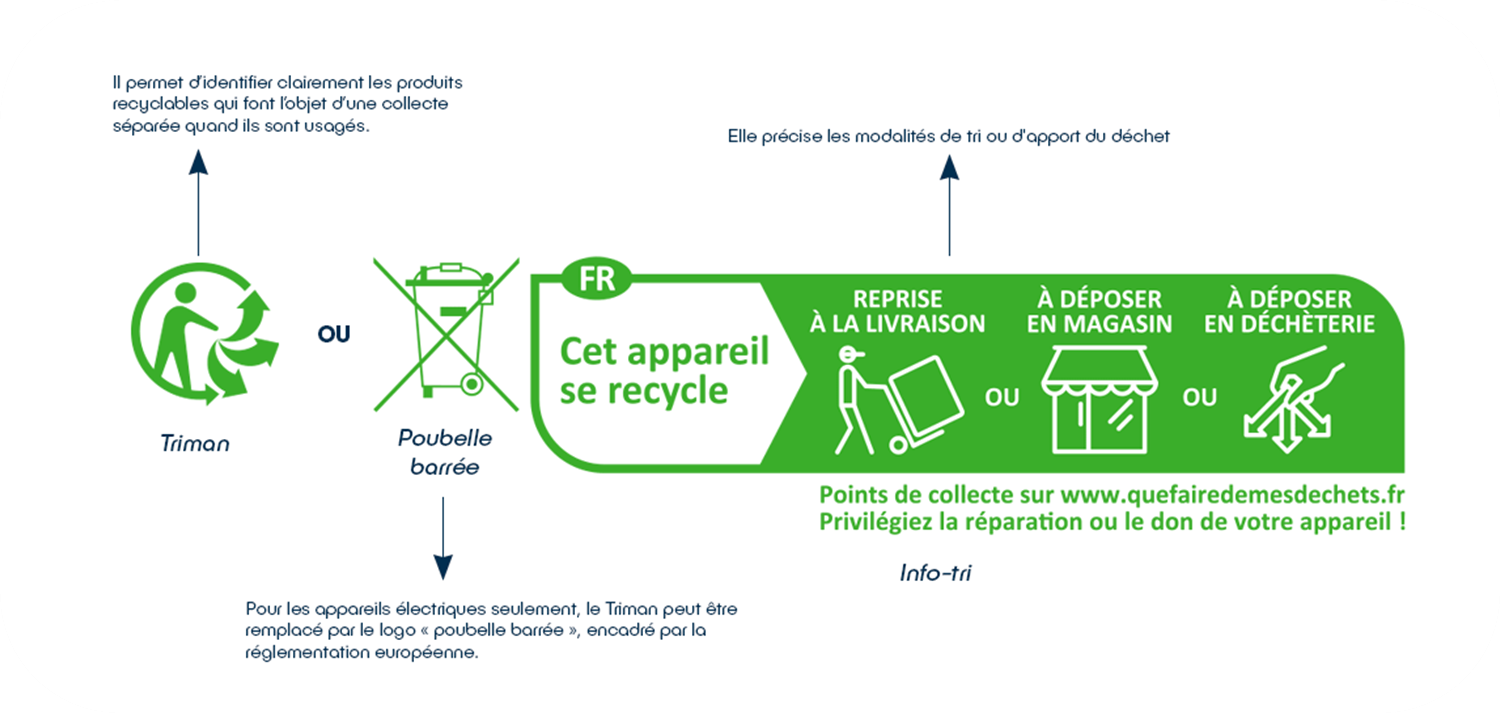 Il permet d'identifier clairement les produits
recyclables qui font l'objet d'une collecte
séparée quand ils sont usagés.
Elle précise les modalités de tri ou d'apport du déchet
OU
Triman
Poubelle
barrée
FR
Cet appareil
se recycle
REPRISE
À LA LIVRAISON
OU
À DÉPOSER
EN MAGASIN
OU
À DÉPOSER
EN DÉCHÈTERIE
Points de collecte sur www.quefairedemesdechets.fr
Privilégiez la réparation ou le don de votre appareil !
Info-tri
Pour les appareils électriques seulement, le Triman peut être
remplacé par le logo « poubelle barrée », encadré par la
réglementation européenne.